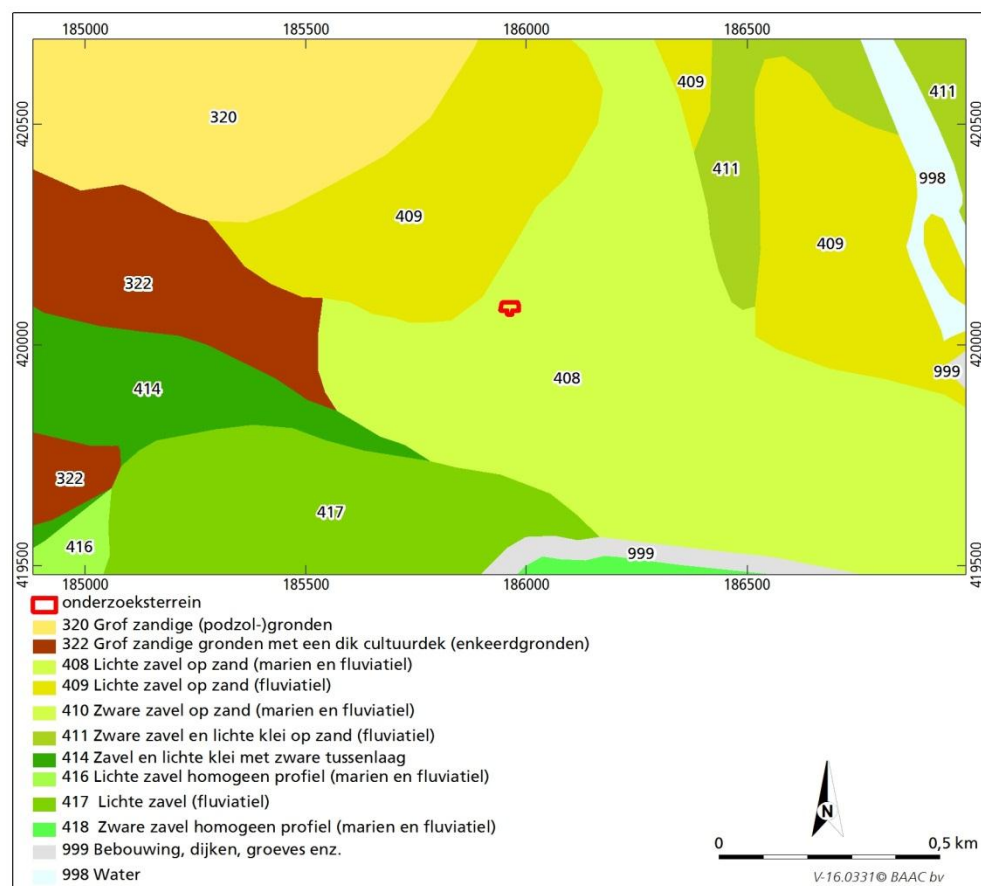 185000 185500 186000 186500
409
411
320
420500
420500
411
998
409
409
322
420000
420000
999
408
414
322
417
416
999
419500
419500
185000 185500 186000 186500
onderzoeksterrein
320 Grof zandige (podzol-)gronden
322 Grof zandige gronden met een dik cultuurdek (enkeerdgronden)
408 Lichte zavel op zand (marien en fluviatiel)
409 Lichte zavel op zand (fluviatiel)
410 Zware zavel op zand (marien en fluviatiel)
411 Zware zavel en lichte klei op zand (fluviatiel)
414 Zavel en lichte klei met zware tussenlaag
416 Lichte zavel homogeen profiel (marien en fluviatiel)
417 Lichte zavel (fluviatiel)
418 Zware zavel homogeen profiel (marien en fluviatiel)
999 Bebouwing, dijken, groeves enz.
998 Water
N
0 0,5 km
V-16.0331© BAAC bv